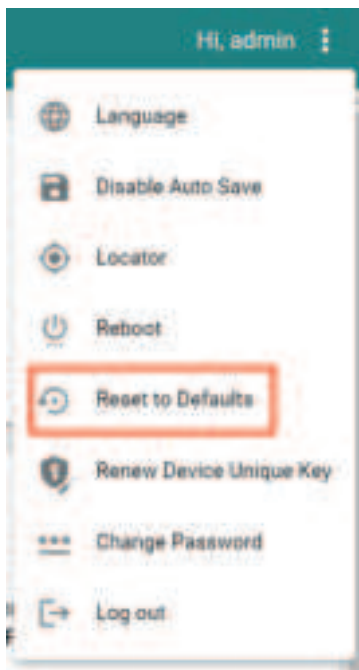 Hi, admin
Language
Disable Auto Save
Locator
Reboot
Reset to Defaults
Renew Device Unique Key
Change Password
Log out